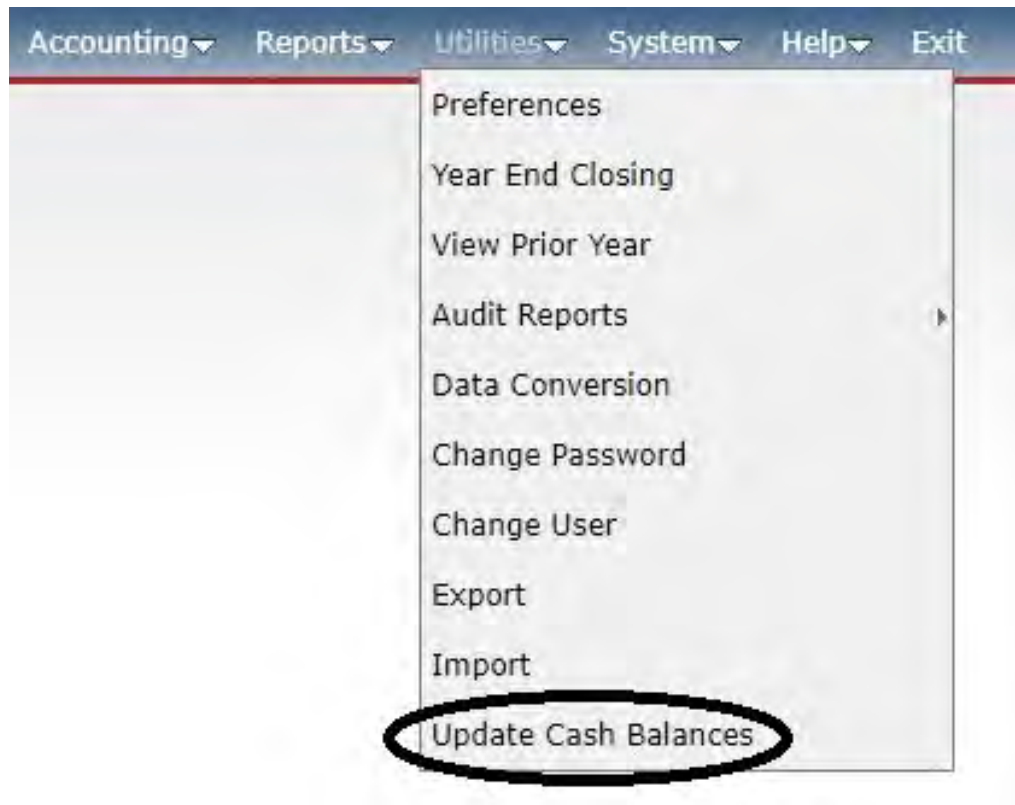 Accounting Reports Utilities System Help Exit
Preferences
Year End Closing
View Prior Year
Audit Reports
Data Conversion
Change Password
Change User
Export
Import
Update Cash Balances